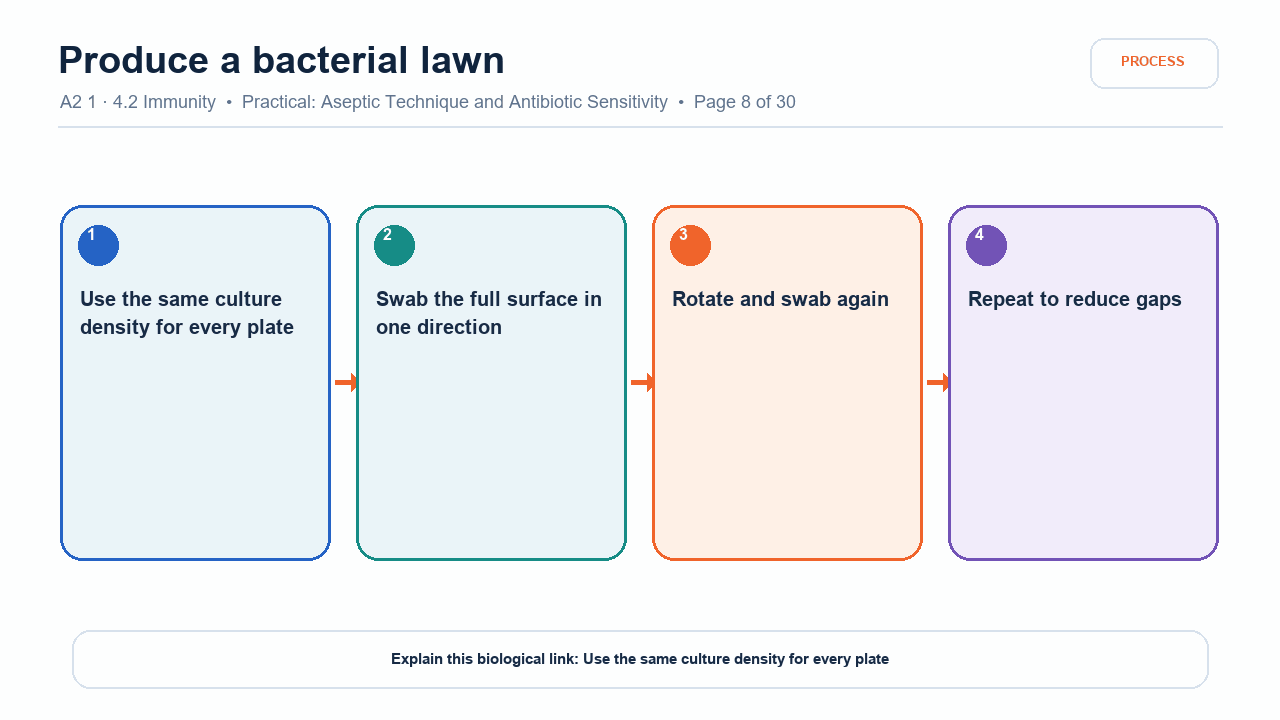 Produce a bacterial lawn
PROCESS
A2 1 · 4.2 Immunity • Practical: Aseptic Technique and Antibiotic Sensitivity • Page 8 of 30
1
Use the same culture
density for every plate
2
Swab the full surface in
one direction
3
Rotate and swab again
4
Repeat to reduce gaps
Explain this biological link: Use the same culture density for every plate